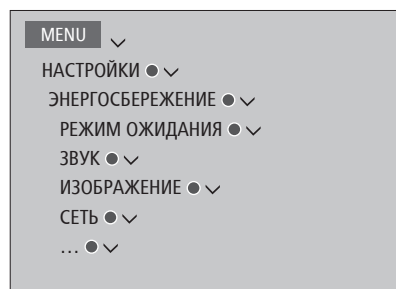 MENU
НАСТРОЙКИ
ЭНЕРГОСБЕРЕЖЕНИЕ
РЕЖИМ ОЖИДАНИЯ
ЗВУК
ИЗОБРАЖЕНИЕ
СЕТЬ
…